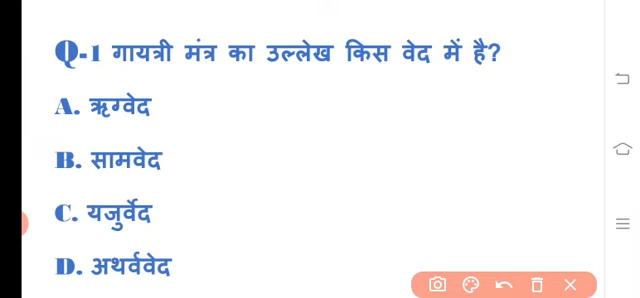 Q-1 गायत्री मंत्र का उल्लेख किस वेद में है?
A. ऋग्वेद
B. सामवेद
C. यजुर्वेद
D. अथर्ववेद